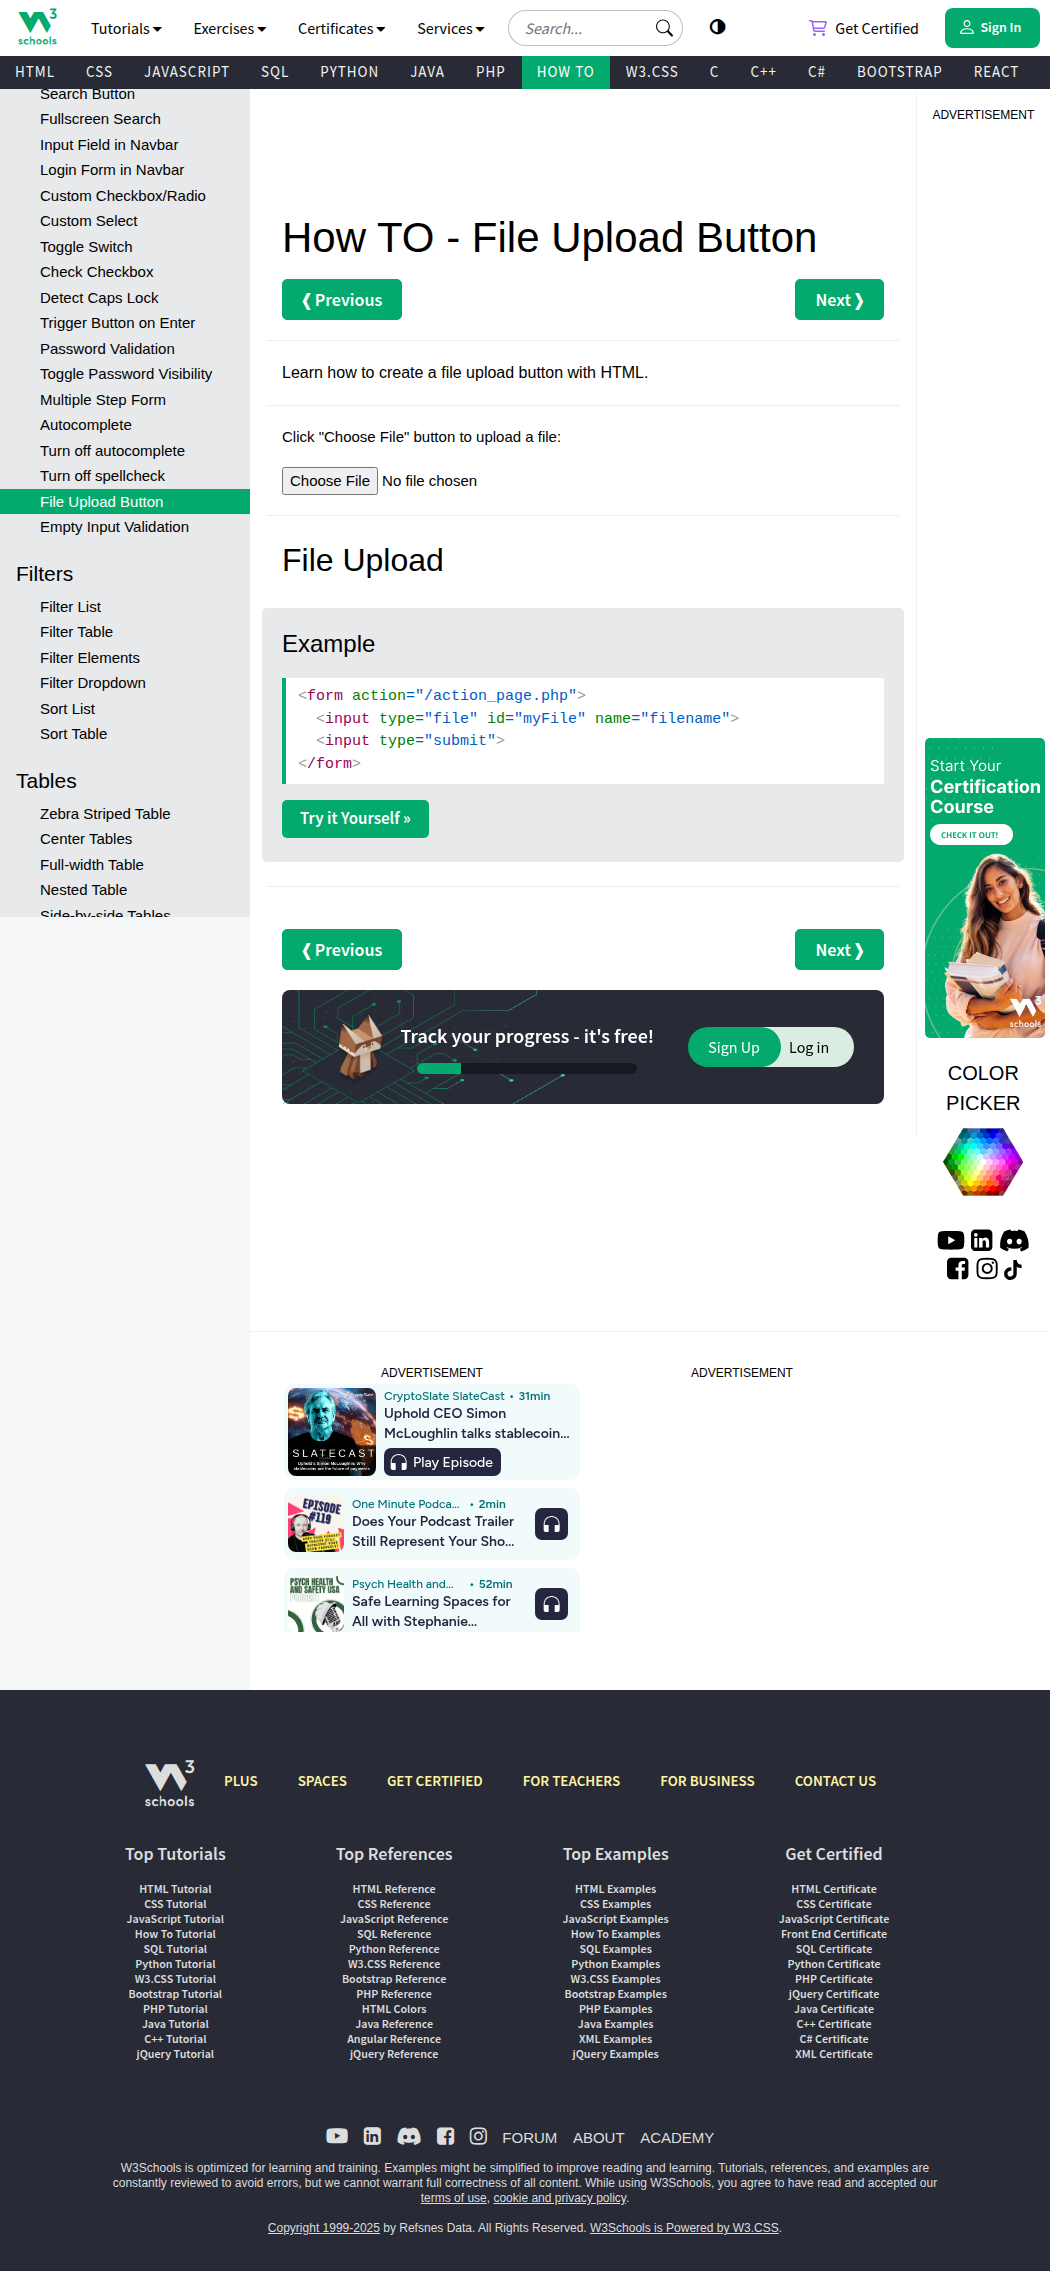 W3 schools
Tutorials Exercises Certificates Services Search... Get Certified Sign In
HTML CSS JAVASCRIPT SQL PYTHON JAVA PHP HOW TO W3.CSS C C++ C# BOOTSTRAP REACT
Search Button
Fullscreen Search
Input Field in Navbar
Login Form in Navbar
Custom Checkbox/Radio
Custom Select
Toggle Switch
Check Checkbox
Detect Caps Lock
Trigger Button on Enter
Password Validation
Toggle Password Visibility
Multiple Step Form
Autocomplete
Turn off autocomplete
Turn off spellcheck
File Upload Button
Empty Input Validation
Filters
Filter List
Filter Table
Filter Elements
Filter Dropdown
Sort List
Sort Table
Tables
Zebra Striped Table
Center Tables
Full-width Table
Nested Table
Side-by-side Tables
How TO - File Upload Button
❮ Previous
Next ❯
Learn how to create a file upload button with HTML.
Click "Choose File" button to upload a file:
Choose File No file chosen
File Upload
Example
<form action="/action_page.php">
  <input type="file" id="myFile" name="filename">
  <input type="submit">
</form>
Try it Yourself »
❮ Previous
Next ❯
Track your progress - it's free!
Sign Up
Log in
ADVERTISEMENT
Start Your
Certification
Course
CHECK IT OUT!
W3 schools
COLOR
PICKER
ADVERTISEMENT
CryptoSlate SlateCast • 31min
Uphold CEO Simon
McLoughlin talks stablecoin...
Play Episode
SLATECAST
Uphold's Simon McLoughlin: Why
stablecoins are the future of payments
EPISODE
#119
One Minute Podca... • 2min
Does Your Podcast Trailer
Still Represent Your Sho...
PSYCH HEALTH
AND SAFETY USA
Psych Health and... • 52min
Safe Learning Spaces for
All with Stephanie...
ADVERTISEMENT
W3 schools
PLUS SPACES GET CERTIFIED FOR TEACHERS FOR BUSINESS CONTACT US
Top Tutorials
HTML Tutorial
CSS Tutorial
JavaScript Tutorial
How To Tutorial
SQL Tutorial
Python Tutorial
W3.CSS Tutorial
Bootstrap Tutorial
PHP Tutorial
Java Tutorial
C++ Tutorial
jQuery Tutorial
Top References
HTML Reference
CSS Reference
JavaScript Reference
SQL Reference
Python Reference
W3.CSS Reference
Bootstrap Reference
PHP Reference
HTML Colors
Java Reference
Angular Reference
jQuery Reference
Top Examples
HTML Examples
CSS Examples
JavaScript Examples
How To Examples
SQL Examples
Python Examples
W3.CSS Examples
Bootstrap Examples
PHP Examples
Java Examples
XML Examples
jQuery Examples
Get Certified
HTML Certificate
CSS Certificate
JavaScript Certificate
Front End Certificate
SQL Certificate
Python Certificate
PHP Certificate
jQuery Certificate
Java Certificate
C++ Certificate
C# Certificate
XML Certificate
FORUM ABOUT ACADEMY
W3Schools is optimized for learning and training. Examples might be simplified to improve reading and learning. Tutorials, references, and examples are
constantly reviewed to avoid errors, but we cannot warrant full correctness of all content. While using W3Schools, you agree to have read and accepted our
terms of use, cookie and privacy policy.
Copyright 1999-2025 by Refsnes Data. All Rights Reserved. W3Schools is Powered by W3.CSS.